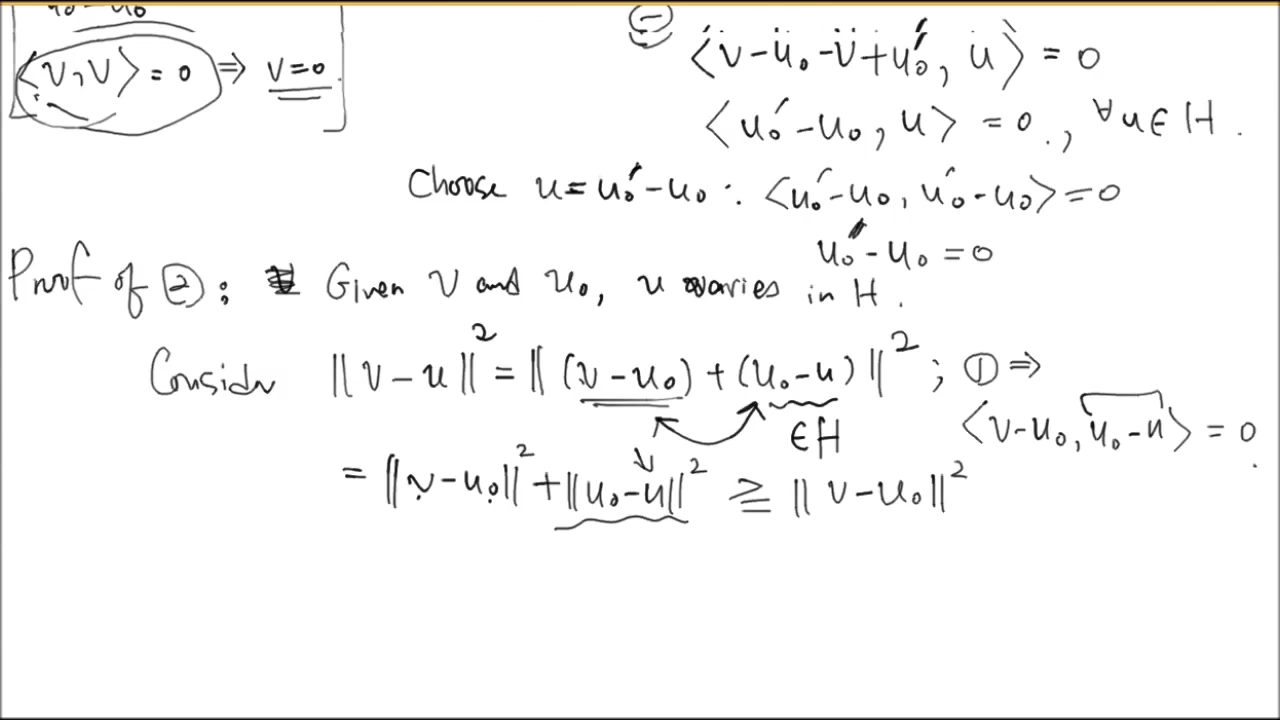 u₀ - u₀
⟨v, v⟩ = 0 ⇒ v = 0
⊖ ⟨v - u₀ - v + u₀′, u⟩ = 0
⟨u₀′ - u₀, u⟩ = 0, ∀u ∈ H.
Choose u = u₀′ - u₀ ∴ ⟨u₀′ - u₀, u₀′ - u₀⟩ = 0
u₀′ - u₀ = 0
Proof of ②: Given v and u₀, u varies in H.
Consider ‖v - u‖² = ‖(v - u₀) + (u₀ - u)‖²; ① ⇒
∈H ⟨v - u₀, u₀ - u⟩ = 0.
= ‖v - u₀‖² + ‖u₀ - u‖² ≥ ‖v - u₀‖²